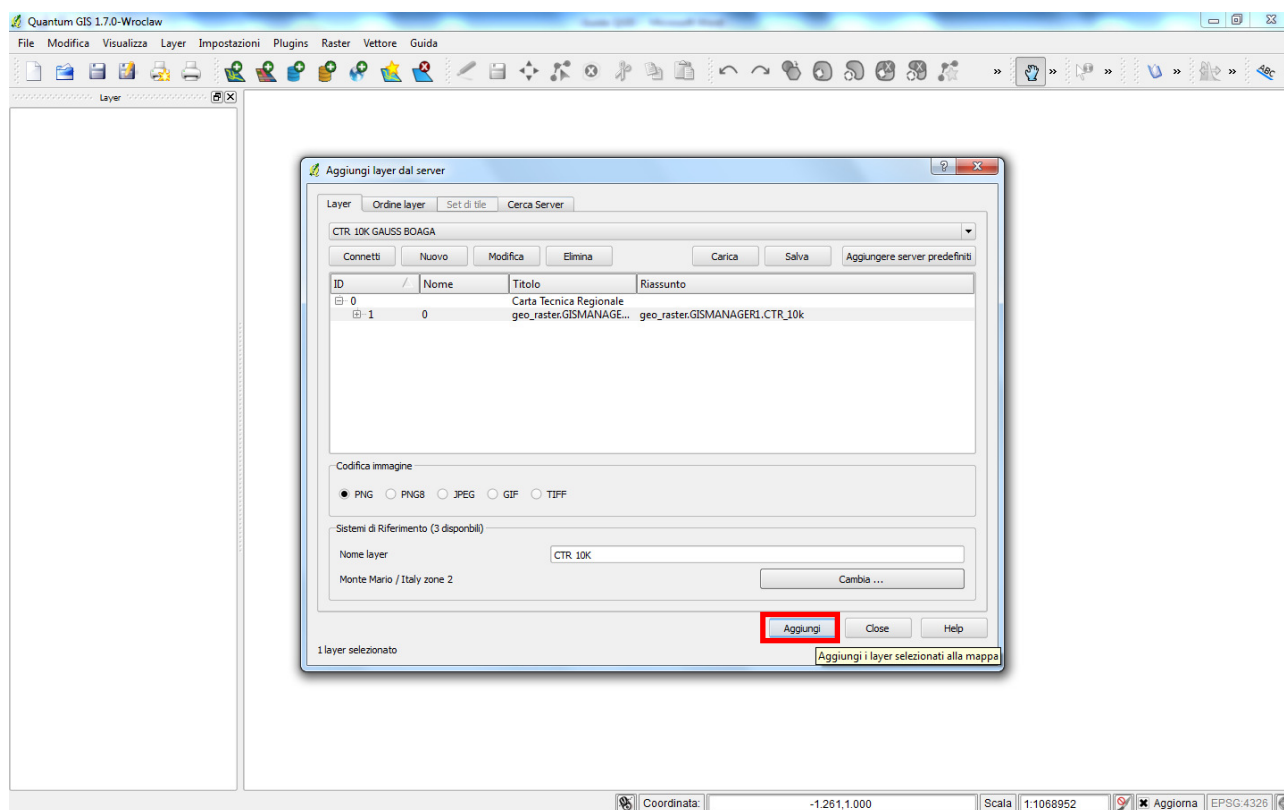 Quantum GIS 1.7.0-Wroclaw
File Modifica Visualizza Layer Impostazioni Plugins Raster Vettore Guida
» » » » » ABC
Layer
Aggiungi layer dal server
Layer Ordine layer Set di tile Cerca Server
CTR 10K GAUSS BOAGA
Connetti Nuovo Modifica Elimina Carica Salva Aggiungere server predefiniti
ID Nome Titolo Riassunto
0 Carta Tecnica Regionale
1 0 geo_raster.GISMANAGE... geo_raster.GISMANAGER1.CTR_10k
Codifica immagine
PNG PNG8 JPEG GIF TIFF
Sistemi di Riferimento (3 disponbili)
Nome layer CTR 10K
Monte Mario / Italy zone 2 Cambia ...
Aggiungi Close Help
1 layer selezionato
Aggiungi i layer selezionati alla mappa
Coordinata: -1.261,1.000 Scala 1:1068952 Aggiorna EPSG:4326